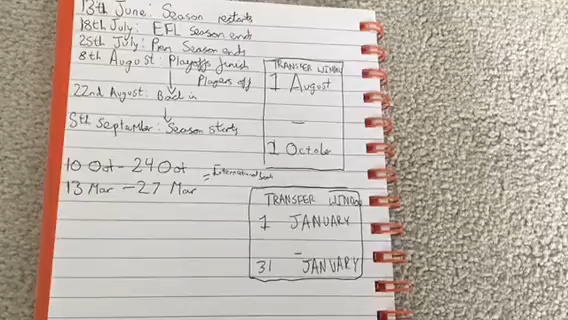 13th June: Season restarts
18th July: EFL Season ends
25th July: Prem Season ends
8th August: Playoffs finish
Players off
22nd August: Back in
5th September: Season starts
10 Oct - 24 Oct
International break
13 Mar - 27 Mar
TRANSFER WINDOW
1 August
-
1 October
TRANSFER WINDOW
1 JANUARY
-
31 JANUARY